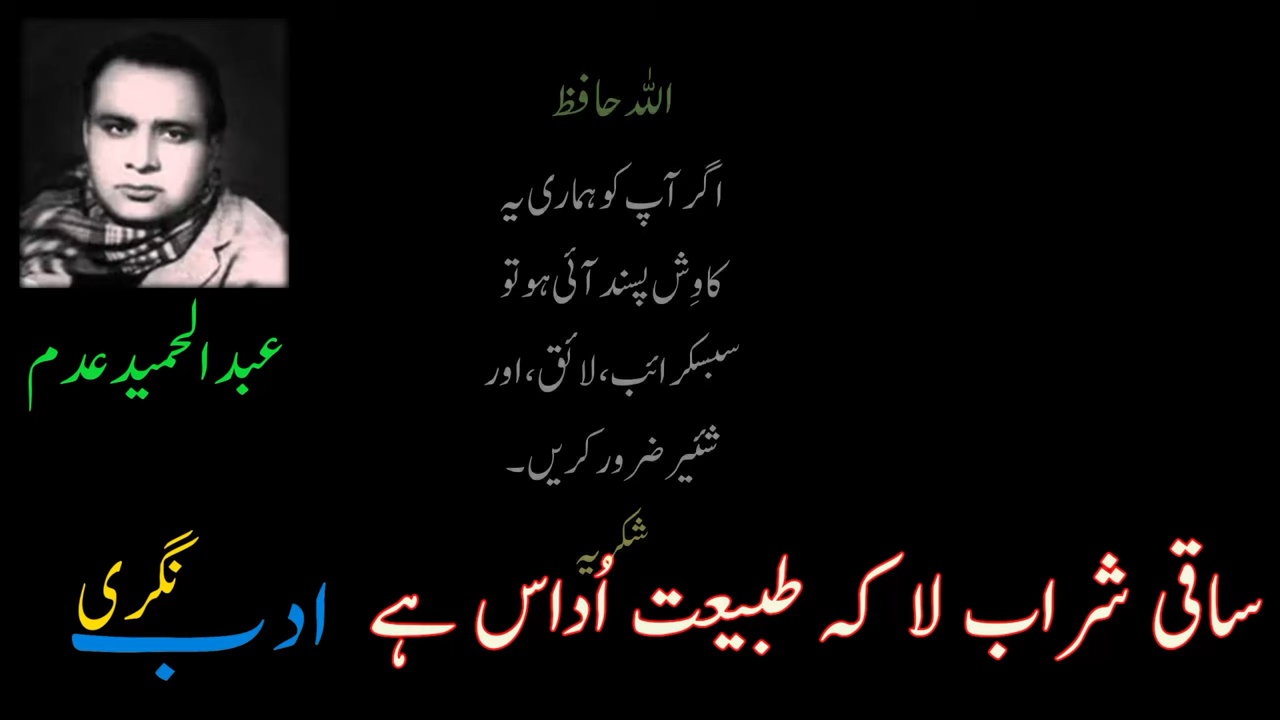 اللہ حافظ
اگر آپ کو ہماری یہ
کاوِش پسند آئی ہو تو
سبسکرائب، لائق، اور
شئیر ضرور کریں۔
شکریہ
عبدالحمید عدم
ساقی شراب لا کہ طبیعت اُداس ہے
ادب نگری